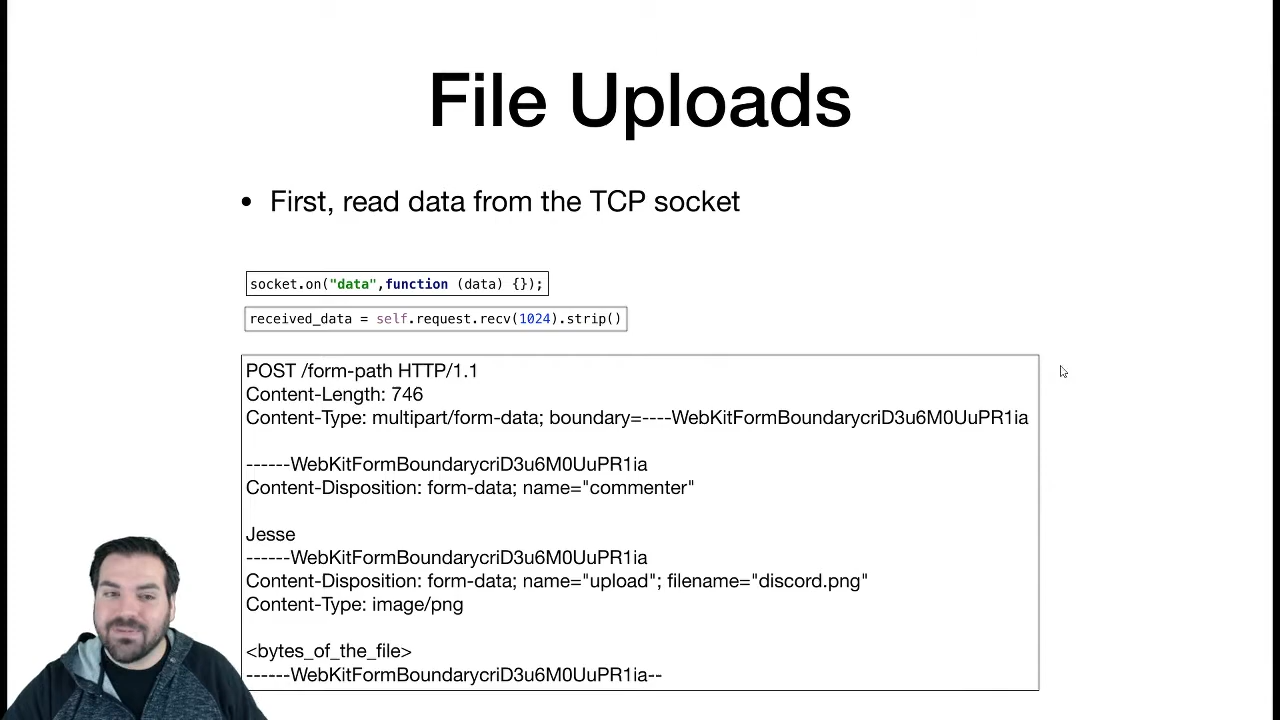 File Uploads
• First, read data from the TCP socket
socket.on("data",function (data) {});
received_data = self.request.recv(1024).strip()
POST /form-path HTTP/1.1
Content-Length: 746
Content-Type: multipart/form-data; boundary=----WebKitFormBoundarycriD3u6M0UuPR1ia
------WebKitFormBoundarycriD3u6M0UuPR1ia
Content-Disposition: form-data; name="commenter"
Jesse
------WebKitFormBoundarycriD3u6M0UuPR1ia
Content-Disposition: form-data; name="upload"; filename="discord.png"
Content-Type: image/png
<bytes_of_the_file>
------WebKitFormBoundarycriD3u6M0UuPR1ia--